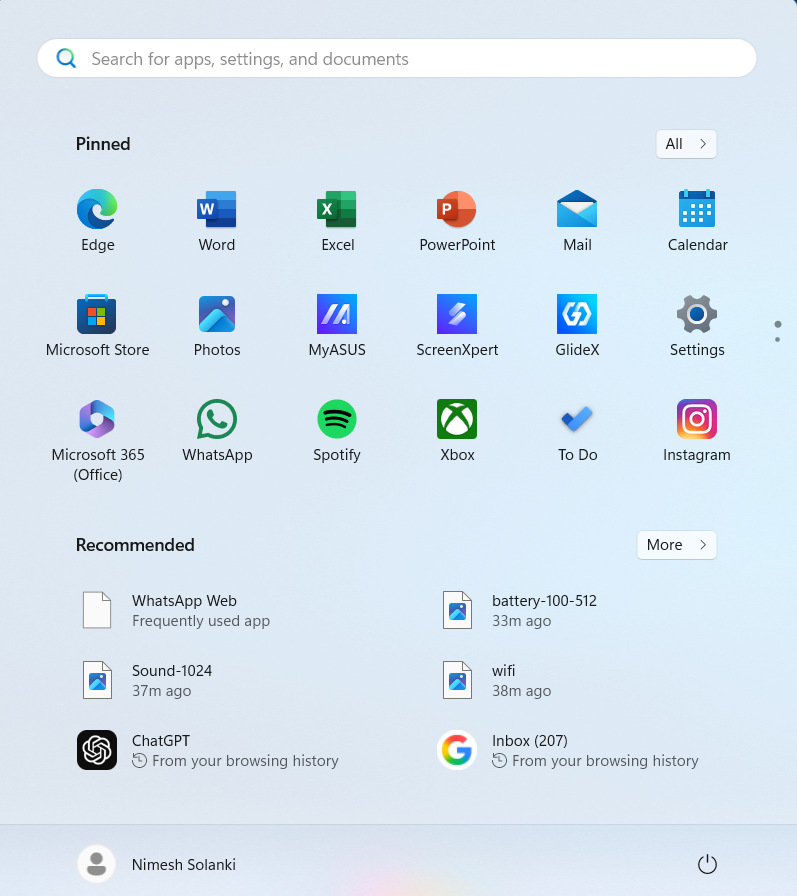 Search for apps, settings, and documents
Pinned
All
Edge
Word
Excel
PowerPoint
Mail
Calendar
Microsoft Store
Photos
MyASUS
ScreenXpert
GlideX
Settings
Microsoft 365
(Office)
WhatsApp
Spotify
Xbox
To Do
Instagram
Recommended
More
WhatsApp Web
Frequently used app
battery-100-512
33m ago
Sound-1024
37m ago
wifi
38m ago
ChatGPT
From your browsing history
Inbox (207)
From your browsing history
Nimesh Solanki